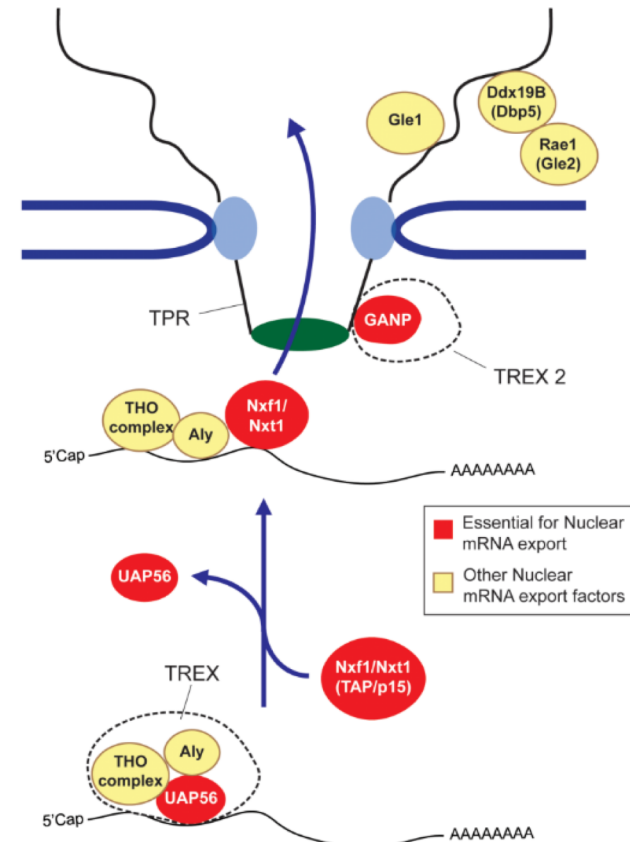 Ddx19B
(Dbp5)
Gle1
Rae1
(Gle2)
TPR
GANP
TREX 2
Nxf1/
Nxt1
THO
complex
Aly
5'Cap
AAAAAAAA
Essential for Nuclear
mRNA export
Other Nuclear
mRNA export factors
UAP56
Nxf1/Nxt1
(TAP/p15)
TREX
Aly
THO
complex
UAP56
5'Cap
AAAAAAAA